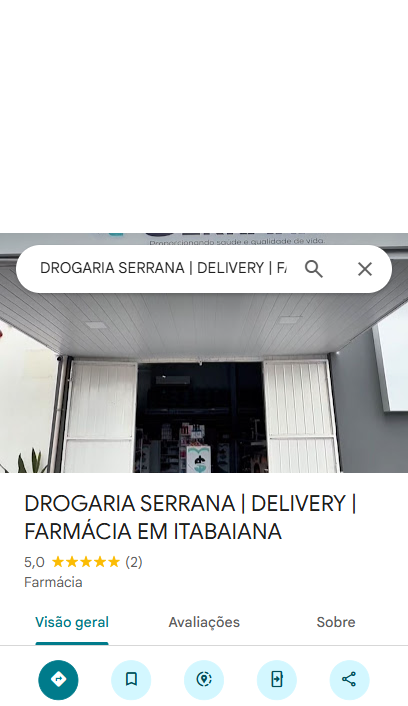 Proporcionando saúde e qualidade de vida.
DROGARIA SERRANA | DELIVERY |
DROGARIA SERRANA | DELIVERY |
FARMÁCIA EM ITABAIANA
5,0 (2)
Farmácia
Visão geral Avaliações Sobre